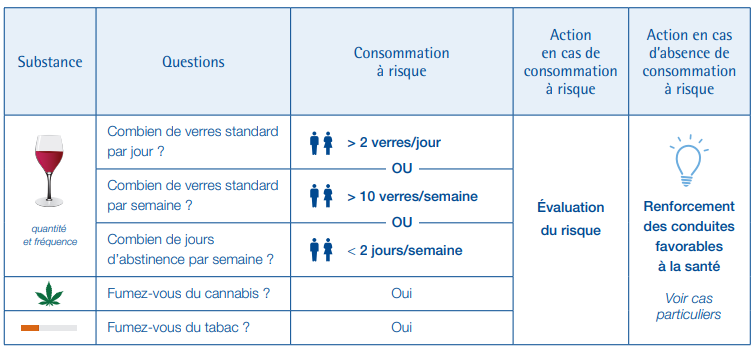 Substance
Questions
Consommation
à risque
Action
en cas de
consommation
à risque
Action en cas
d'absence de
consommation
à risque
quantité
et fréquence
Combien de verres standard
par jour ?
> 2 verres/jour
OU
Combien de verres standard
par semaine ?
> 10 verres/semaine
OU
Combien de jours
d'abstinence par semaine ?
< 2 jours/semaine
Fumez-vous du cannabis ?
Oui
Fumez-vous du tabac ?
Oui
Évaluation
du risque
Renforcement
des conduites
favorables
à la santé
Voir cas
particuliers